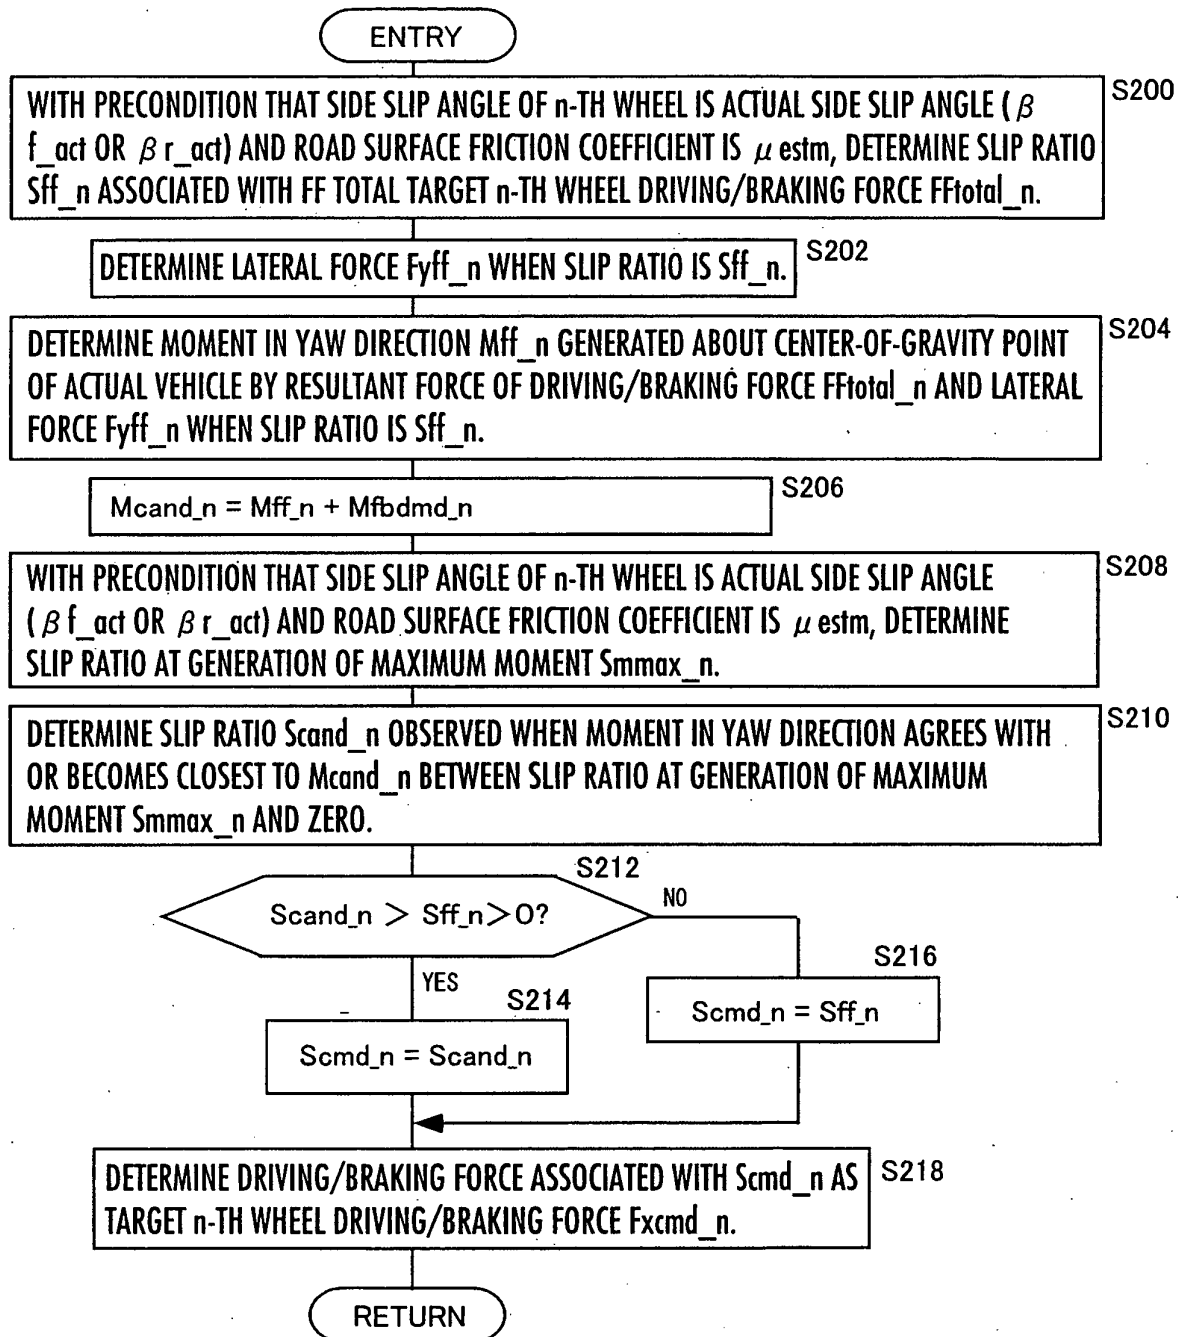 ENTRY
S200
WITH PRECONDITION THAT SIDE SLIP ANGLE OF n-TH WHEEL IS ACTUAL SIDE SLIP ANGLE (β
f_act OR β r_act) AND ROAD SURFACE FRICTION COEFFICIENT IS μ estm, DETERMINE SLIP RATIO
Sff_n ASSOCIATED WITH FF TOTAL TARGET n-TH WHEEL DRIVING/BRAKING FORCE FFtotal_n.
S202
DETERMINE LATERAL FORCE Fyff_n WHEN SLIP RATIO IS Sff_n.
S204
DETERMINE MOMENT IN YAW DIRECTION Mff_n GENERATED ABOUT CENTER-OF-GRAVITY POINT
OF ACTUAL VEHICLE BY RESULTANT FORCE OF DRIVING/BRAKING FORCE FFtotal_n AND LATERAL
FORCE Fyff_n WHEN SLIP RATIO IS Sff_n.
S206
Mcand_n = Mff_n + Mfbdmd_n
S208
WITH PRECONDITION THAT SIDE SLIP ANGLE OF n-TH WHEEL IS ACTUAL SIDE SLIP ANGLE
(β f_act OR β r_act) AND ROAD SURFACE FRICTION COEFFICIENT IS μ estm, DETERMINE
SLIP RATIO AT GENERATION OF MAXIMUM MOMENT Smmax_n.
S210
DETERMINE SLIP RATIO Scand_n OBSERVED WHEN MOMENT IN YAW DIRECTION AGREES WITH
OR BECOMES CLOSEST TO Mcand_n BETWEEN SLIP RATIO AT GENERATION OF MAXIMUM
MOMENT Smmax_n AND ZERO.
S212
Scand_n > Sff_n>0?
NO
YES
S216
Scmd_n = Sff_n
S214
Scmd_n = Scand_n
S218
DETERMINE DRIVING/BRAKING FORCE ASSOCIATED WITH Scmd_n AS
TARGET n-TH WHEEL DRIVING/BRAKING FORCE Fxcmd_n.
RETURN